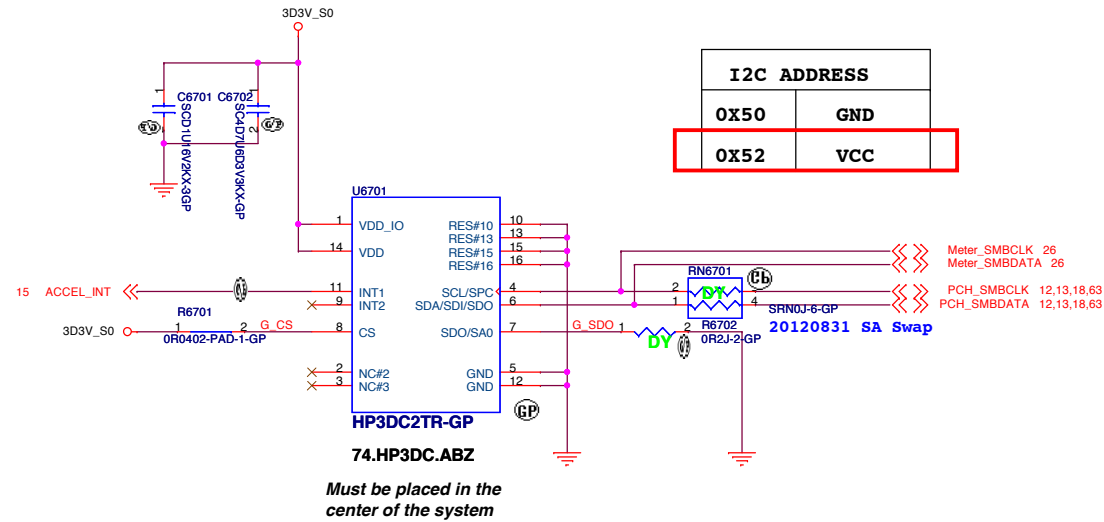 3D3V_S0
I2C ADDRESS
0X50 GND
0X52 VCC
1 1
C6701 C6702
SCD1U16V2KX-3GP
SC4D7U6D3V3KX-GP
2
U6701
1 VDD_IO RES#10 10
RES#13 13
14 VDD RES#15 15
RES#16 16
Meter_SMBCLK 26
Meter_SMBDATA 26
RN6701
15 ACCEL_INT 11 INT1 SCL/SPC 4 2 DY 3 PCH_SMBCLK 12,13,18,63
9 INT2 SDA/SDI/SDO 6 1 4 PCH_SMBDATA 12,13,18,63
SRN0J-6-GP
20120831 SA Swap
R6701
3D3V_S0 1 2 G_CS 8 CS SDO/SA0 7 G_SDO 1 DY 2 R6702
0R0402-PAD-1-GP 0R2J-2-GP
2 NC#2 GND 5
3 NC#3 GND 12
GP
HP3DC2TR-GP
74.HP3DC.ABZ
Must be placed in the
center of the system